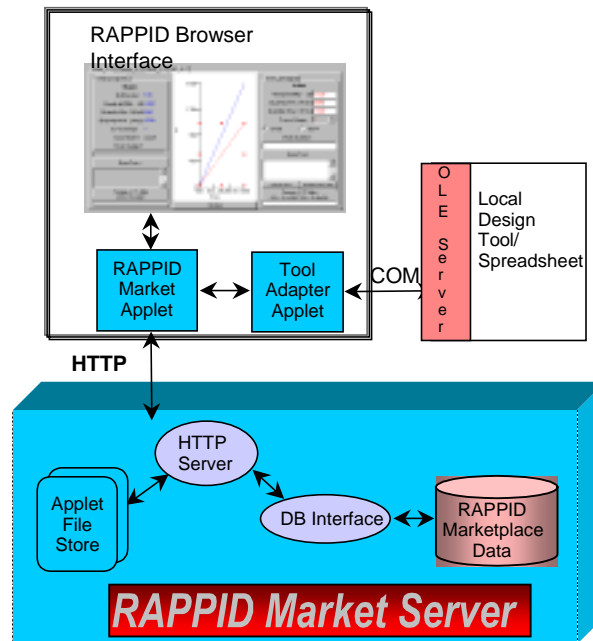 RAPPID Browser
Interface
RAPPID
Market
Applet
Tool
Adapter
Applet
COM
OLE Server
Local
Design
Tool/
Spreadsheet
HTTP
HTTP
Server
Applet
File
Store
DB Interface
RAPPID
Marketplace
Data
RAPPID Market Server